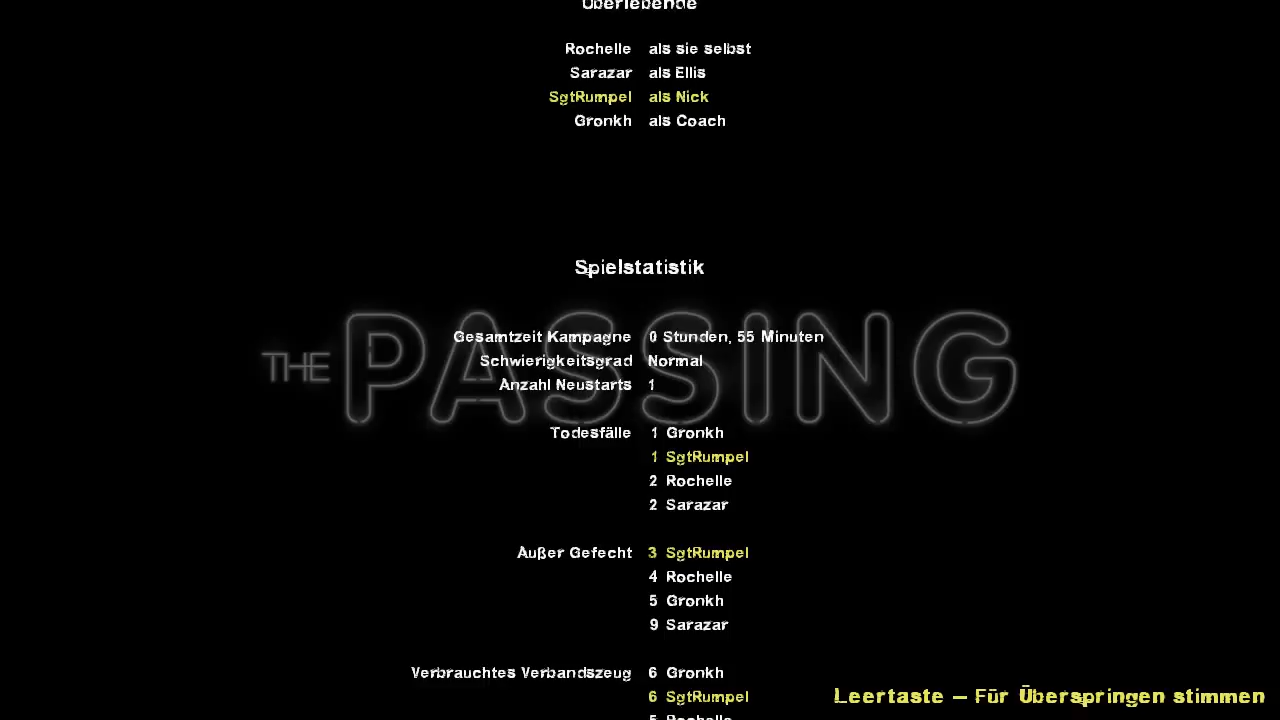 Überlebende
Rochelle als sie selbst
Sarazar als Ellis
SgtRumpel als Nick
Gronkh als Coach
Spielstatistik
THE PASSING
Gesamtzeit Kampagne 0 Stunden, 55 Minuten
Schwierigkeitsgrad Normal
Anzahl Neustarts 1
Todesfälle 1 Gronkh
1 SgtRumpel
2 Rochelle
2 Sarazar
Außer Gefecht 3 SgtRumpel
4 Rochelle
5 Gronkh
9 Sarazar
Verbrauchtes Verbandszeug 6 Gronkh
6 SgtRumpel
5 Rochelle
Leertaste – Für Überspringen stimmen